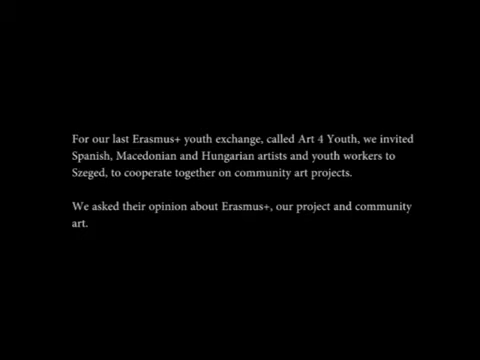 For our last Erasmus+ youth exchange, called Art 4 Youth, we invited
Spanish, Macedonian and Hungarian artists and youth workers to
Szeged, to cooperate together on community art projects.
We asked their opinion about Erasmus+, our project and community
art.